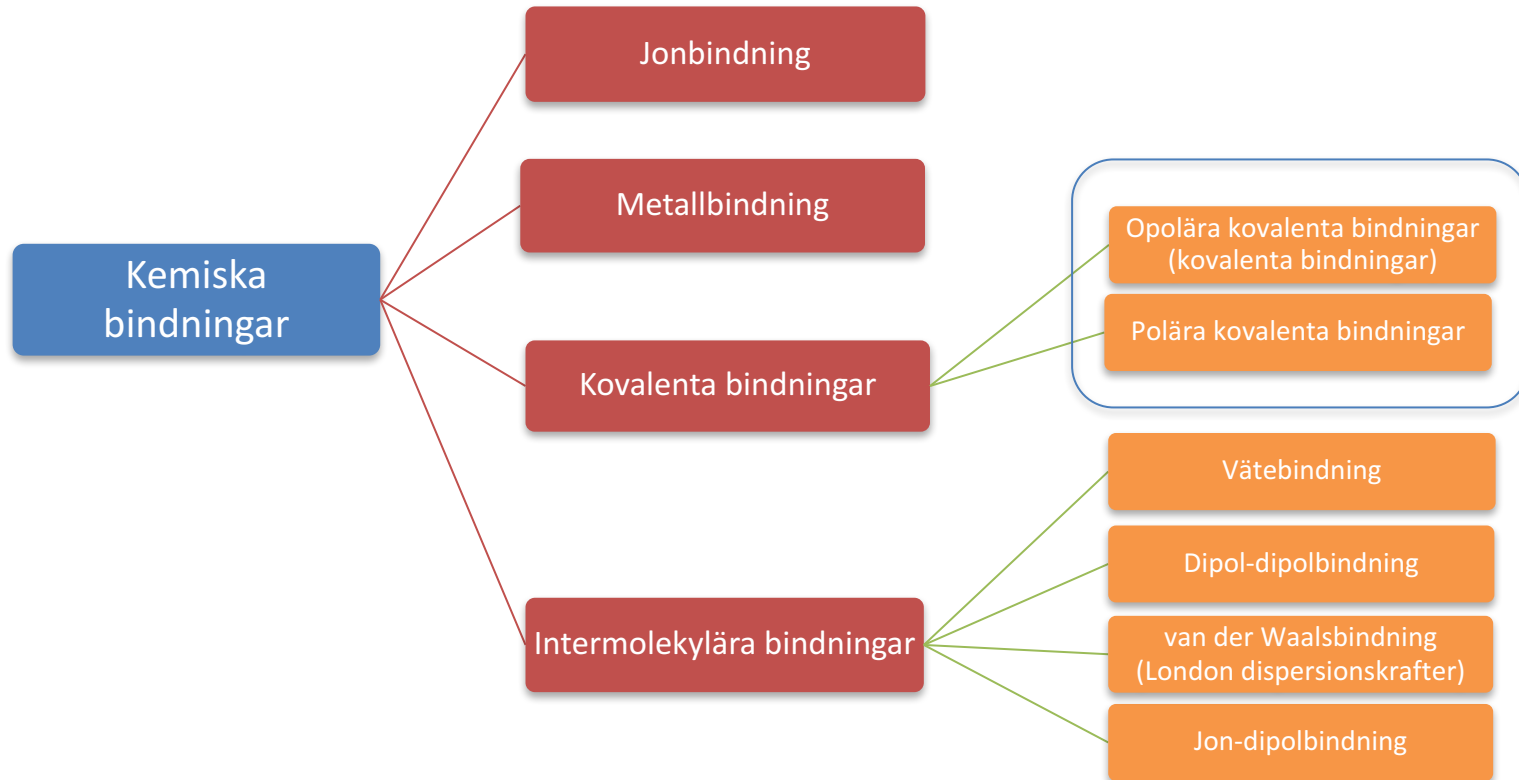 Kemiska
bindningar
Jonbindning
Metallbindning
Kovalenta bindningar
Opolära kovalenta bindningar
(kovalenta bindningar)
Polära kovalenta bindningar
Intermolekylära bindningar
Vätebindning
Dipol-dipolbindning
van der Waalsbindning
(London dispersionskrafter)
Jon-dipolbindning